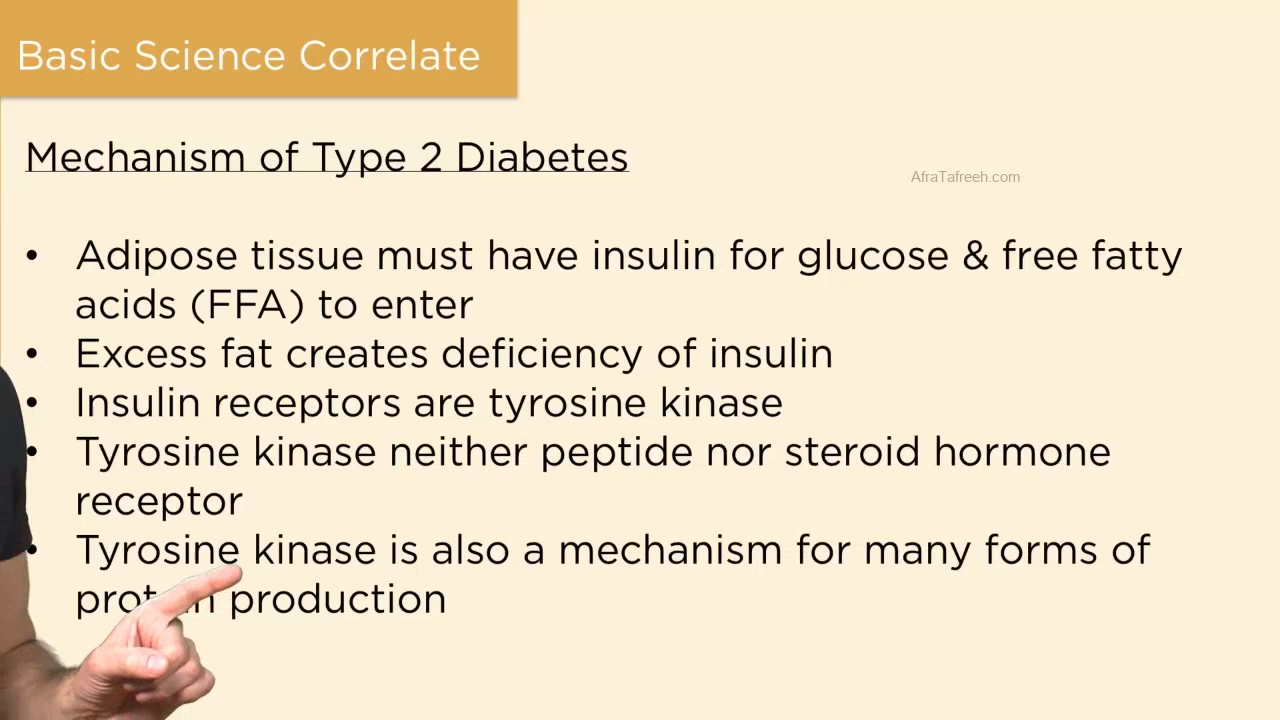 Basic Science Correlate
Mechanism of Type 2 Diabetes
AfraTafreeh.com
• Adipose tissue must have insulin for glucose & free fatty
acids (FFA) to enter
• Excess fat creates deficiency of insulin
• Insulin receptors are tyrosine kinase
• Tyrosine kinase neither peptide nor steroid hormone
receptor
• Tyrosine kinase is also a mechanism for many forms of
protein production